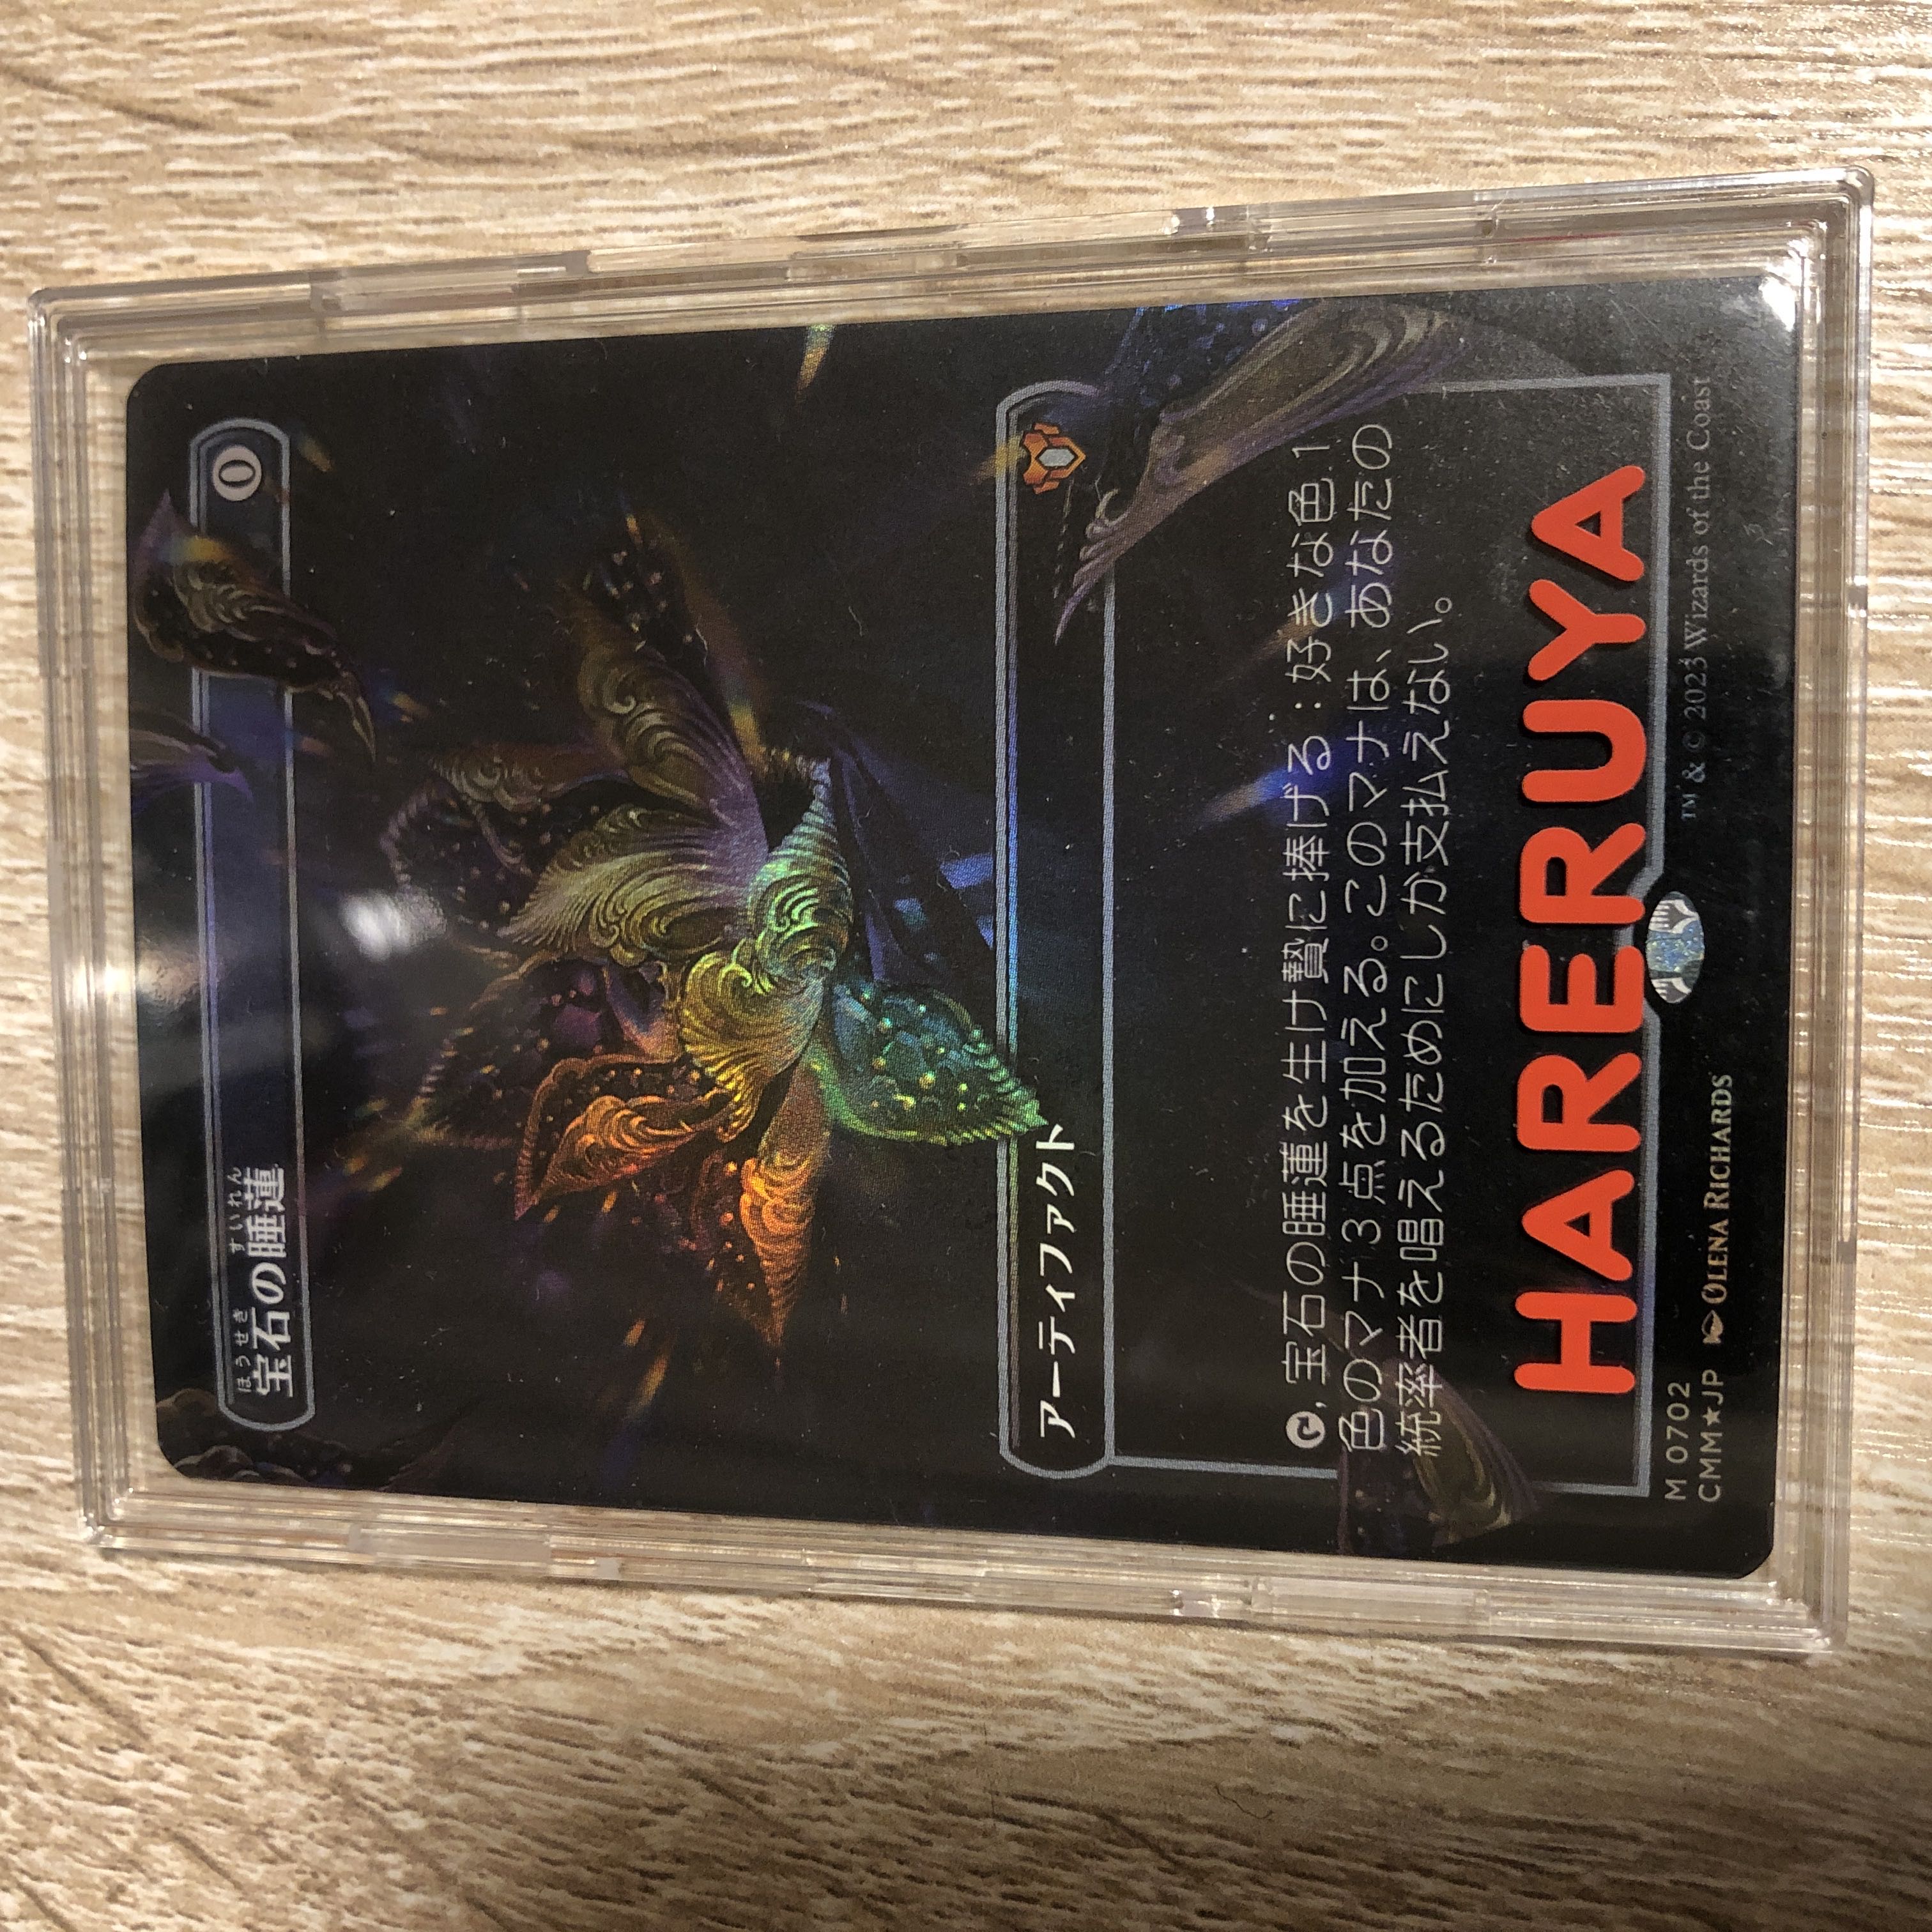 宝石の睡蓮
ほうせき すいれん
0
アーティファクト
, 宝石の睡蓮を生け贄に捧げる:好きな色1
色のマナ3点を加える。このマナは、あなたの
統率者を唱えるためにしか支払えない。
HARERUYA
M 0702
CMM★JP OLENA RICHARDS
™ & © 2023 Wizards of the Coast